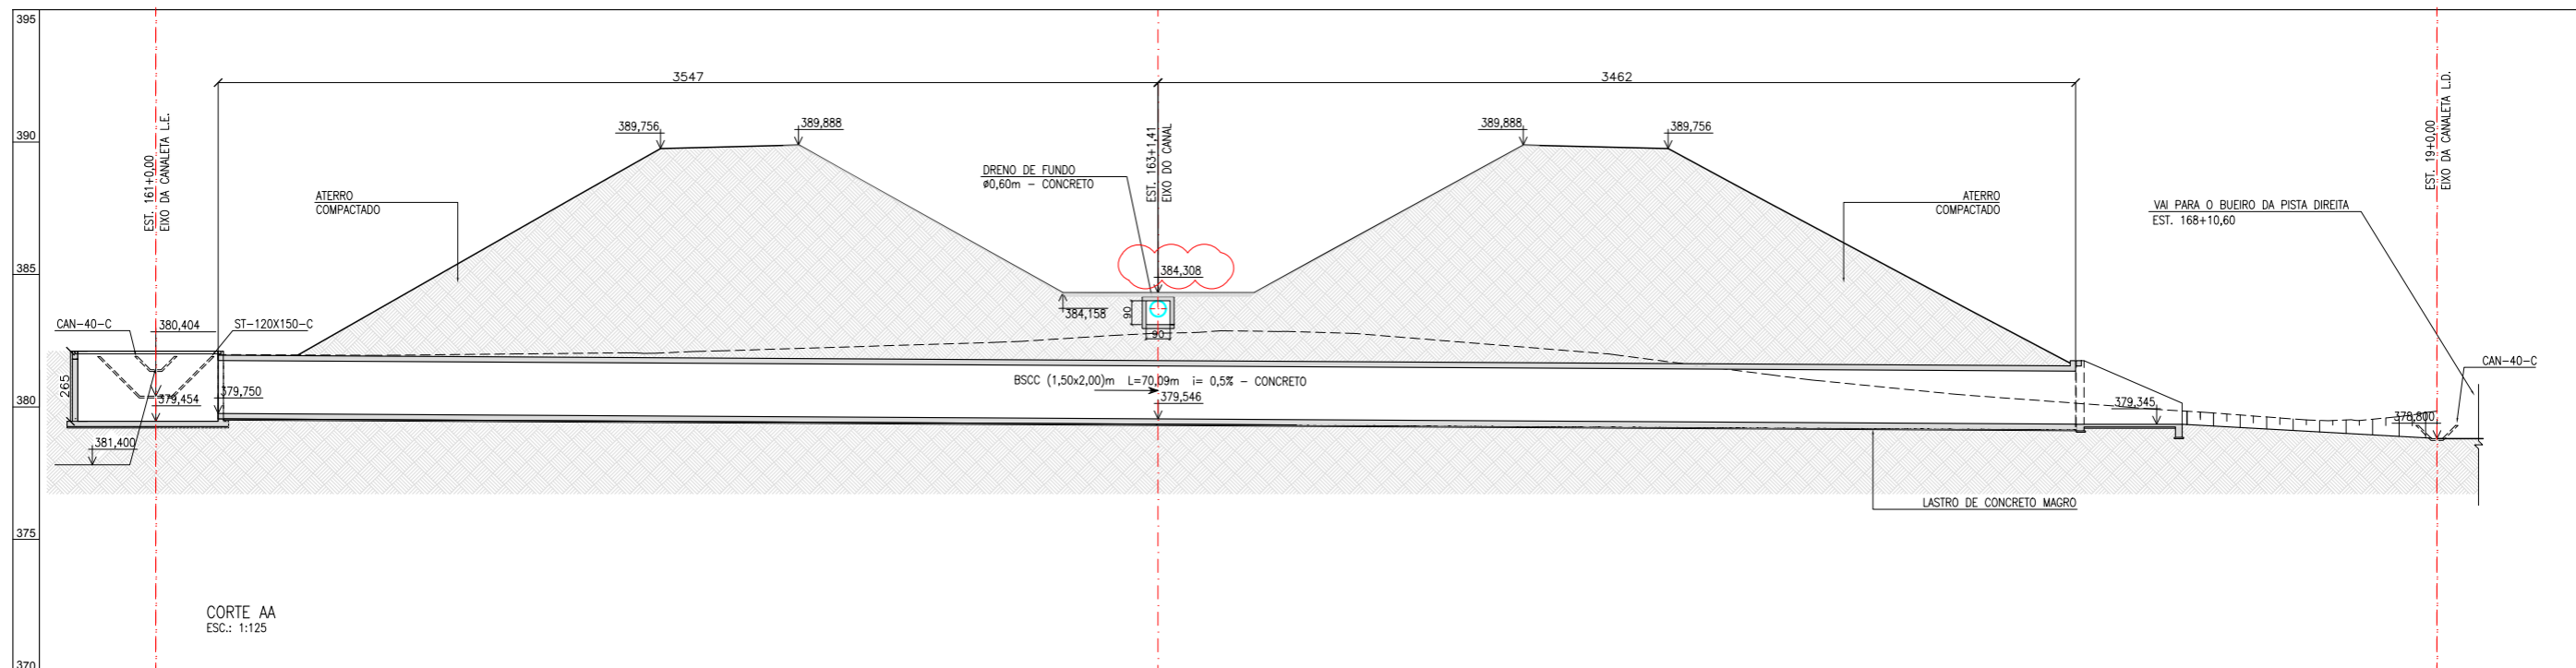 395
390
385
380
375
370
3547
3462
EST. 161+0,00
EIXO DA CANALETA L.E.
389,756
389,888
EST. 163+1,41
EIXO DO CANAL
389,888
389,756
EST. 19+0,00
EIXO DA CANALETA L.D.
DRENO DE FUNDO
ø0,60m - CONCRETO
ATERRO
COMPACTADO
ATERRO
COMPACTADO
VAI PARA O BUEIRO DA PISTA DIREITA
EST. 168+10,60
384,308
384,158
90
90
CAN-40-C
380,404
ST-120X150-C
265
379,454
379,750
381,400
BSCC (1,50x2,00)m L=70,09m i= 0,5% - CONCRETO
379,546
379,345
378,800
CAN-40-C
LASTRO DE CONCRETO MAGRO
CORTE AA
ESC.: 1:125